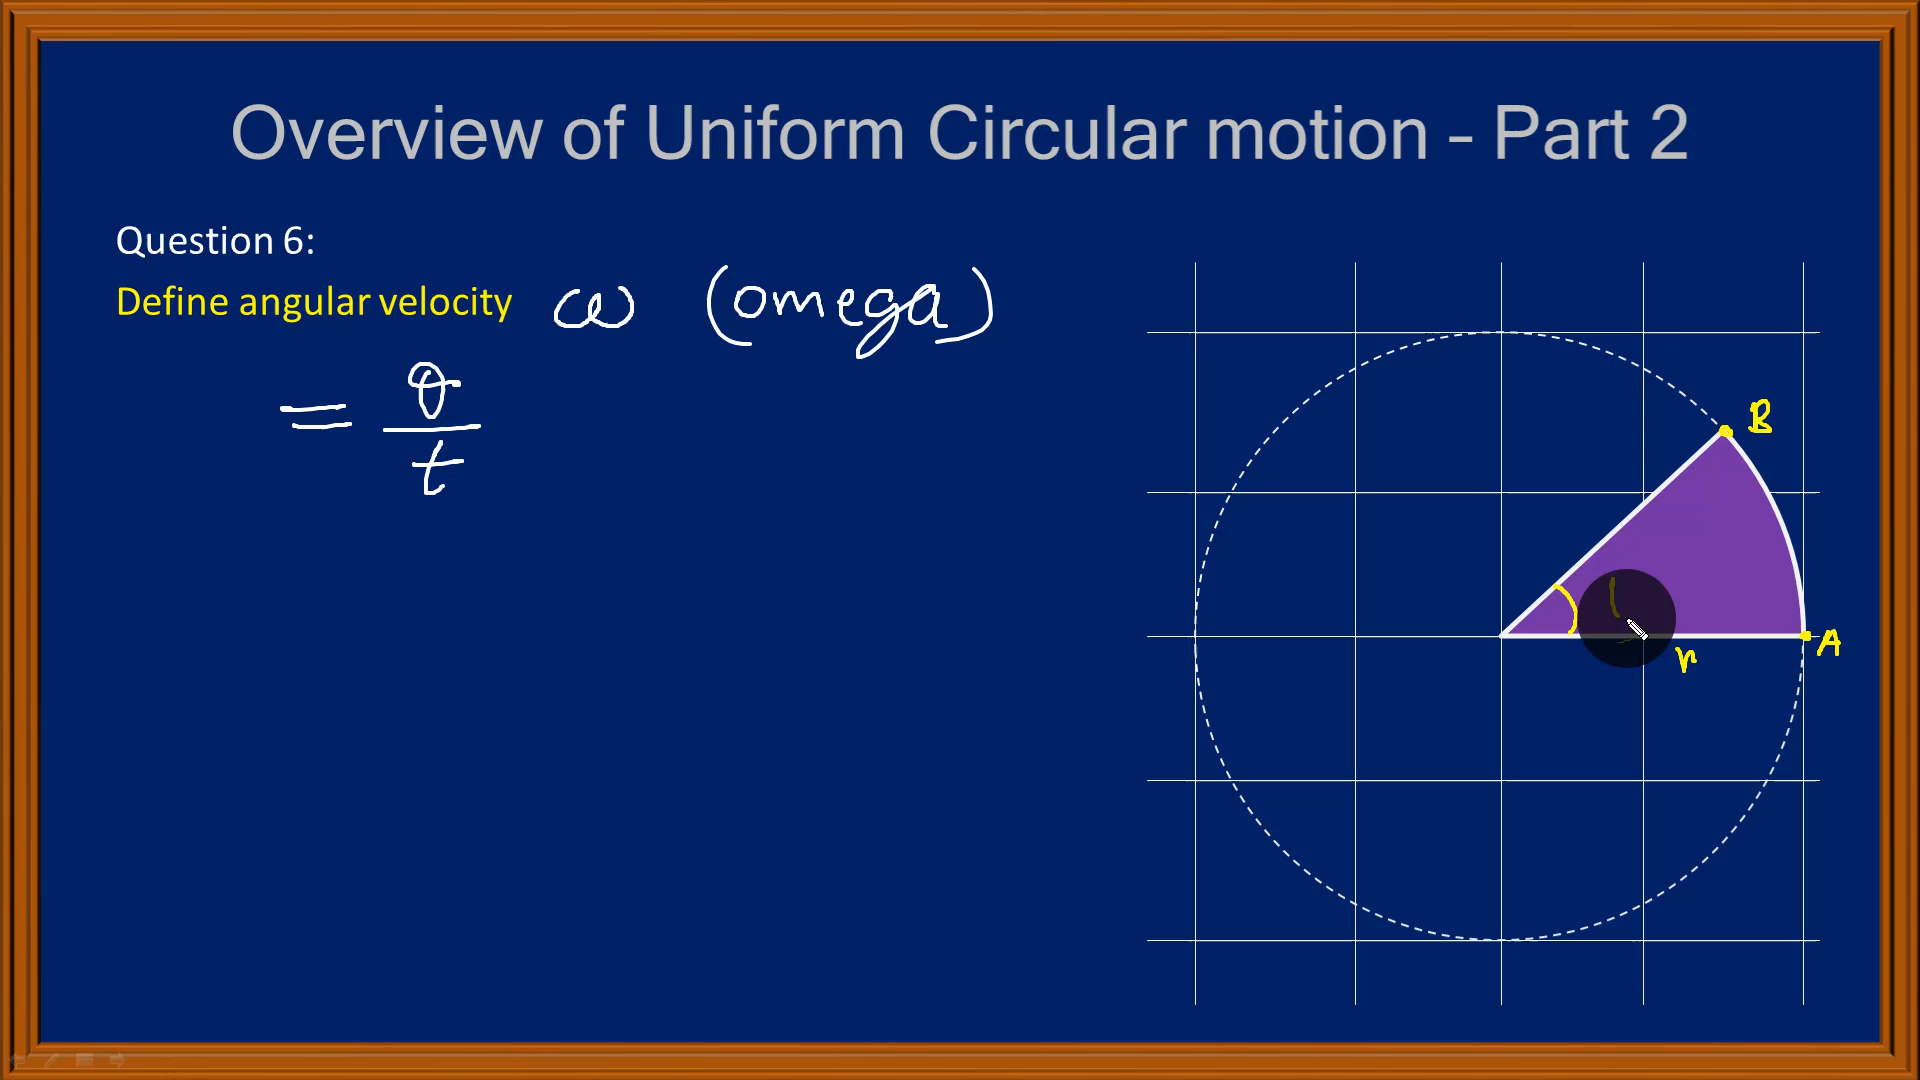 Overview of Uniform Circular motion - Part 2
Question 6:
Define angular velocity ω (omega)
= θ
t
B
A
r